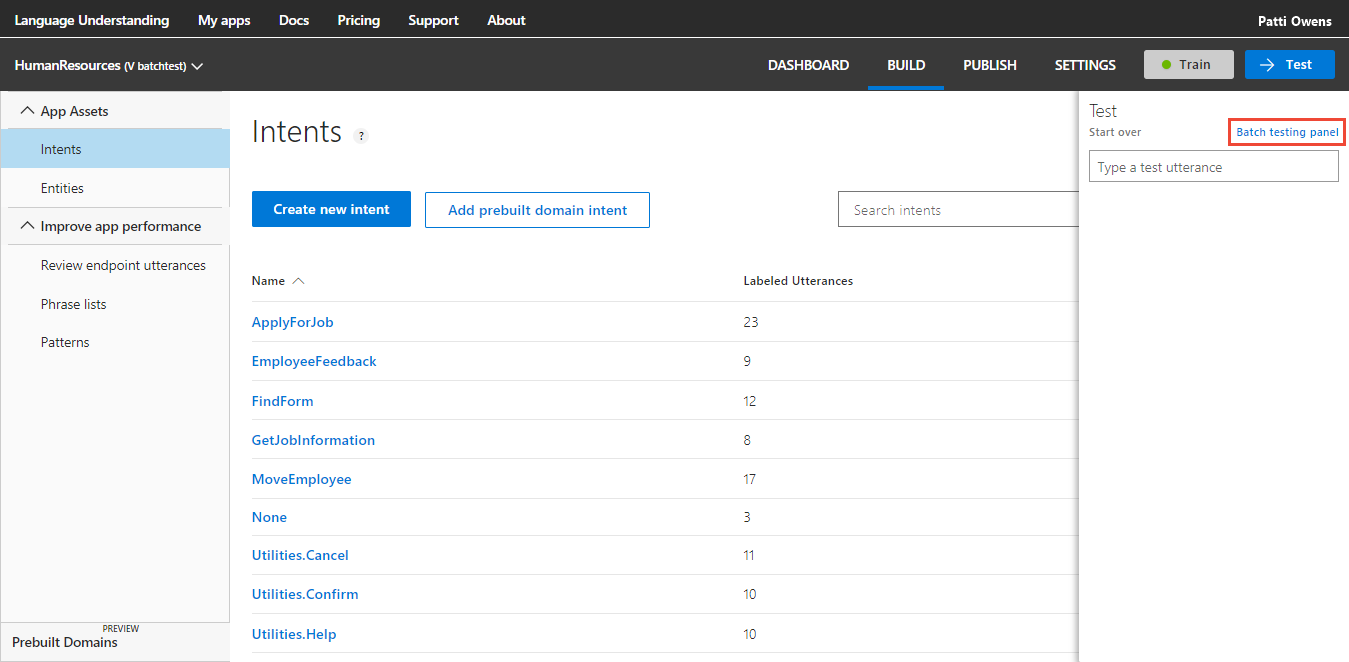 Language Understanding My apps Docs Pricing Support About Patti Owens
HumanResources (V batchtest) DASHBOARD BUILD PUBLISH SETTINGS Train Test
App Assets
Intents
Entities
Improve app performance
Review endpoint utterances
Phrase lists
Patterns
PREVIEW
Prebuilt Domains
Intents ?
Create new intent Add prebuilt domain intent Search intents
Name Labeled Utterances
ApplyForJob 23
EmployeeFeedback 9
FindForm 12
GetJobInformation 8
MoveEmployee 17
None 3
Utilities.Cancel 11
Utilities.Confirm 10
Utilities.Help 10
Test
Start over Batch testing panel
Type a test utterance